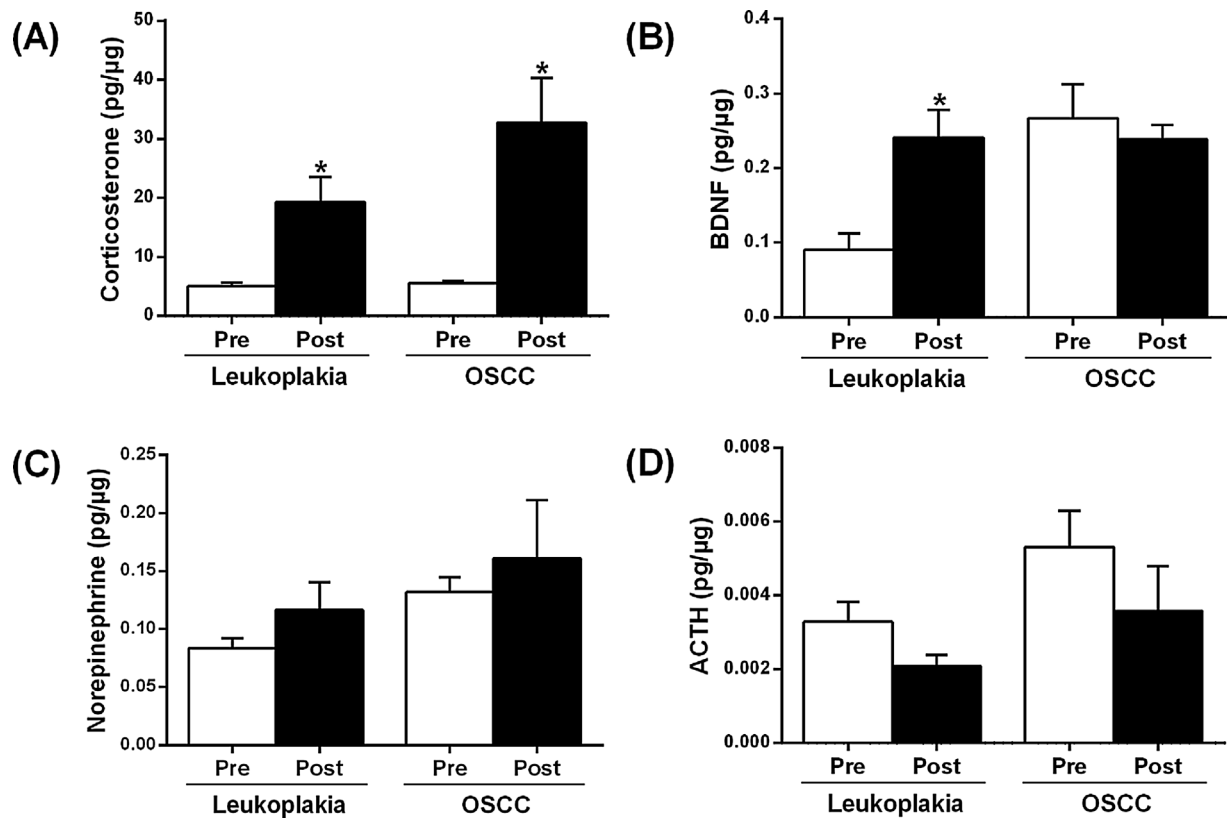 (A)
Corticosterone (pg/µg)
50
40
30
20
10
0
*
*
Pre Post Pre Post
Leukoplakia OSCC
(B)
BDNF (pg/µg)
0.4
0.3
0.2
0.1
0.0
*
Pre Post Pre Post
Leukoplakia OSCC
(C)
Norepinephrine (pg/µg)
0.25
0.20
0.15
0.10
0.05
0.00
Pre Post Pre Post
Leukoplakia OSCC
(D)
ACTH (pg/µg)
0.008
0.006
0.004
0.002
0.000
Pre Post Pre Post
Leukoplakia OSCC